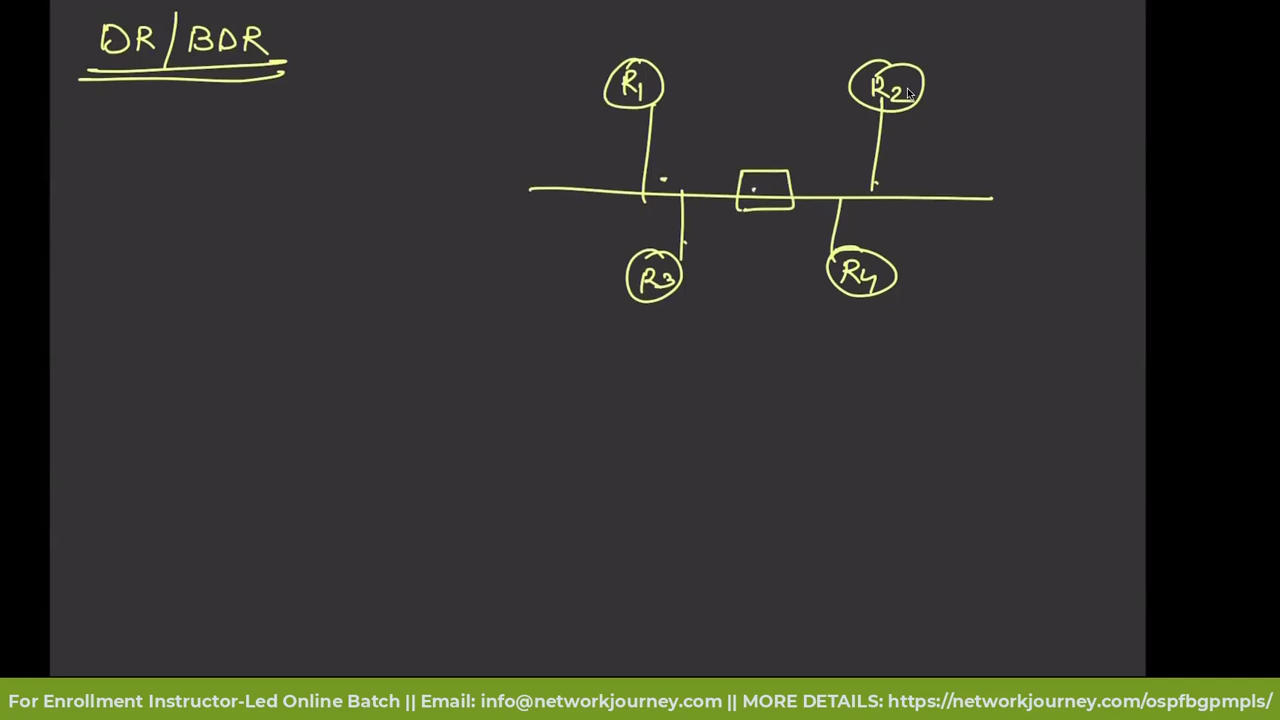 DR/BDR
R1
R2
R3
R4
For Enrollment Instructor-Led Online Batch || Email: info@networkjourney.com || MORE DETAILS: https://networkjourney.com/ospfbgpmpls/